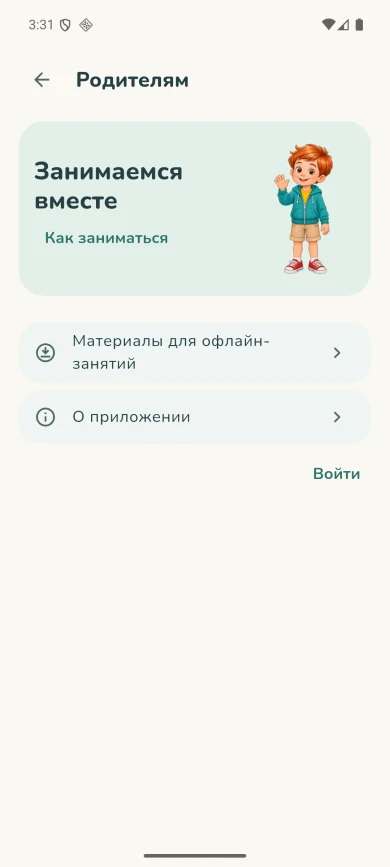 3:31
Родителям
Занимаемся
вместе
Как заниматься
Материалы для офлайн-
занятий
О приложении
Войти